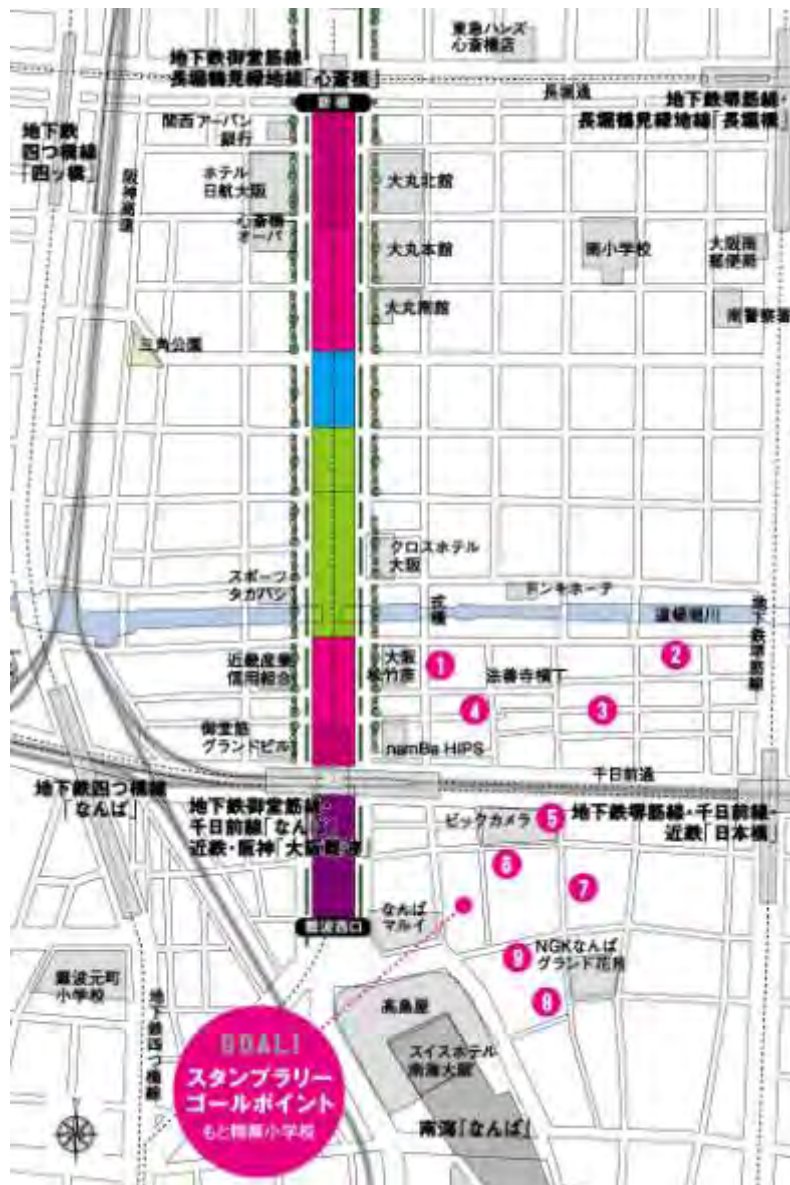 東急ハンズ
心斎橋店
地下鉄御堂筋線・
長堀鶴見緑地線「心斎橋」
新橋
長堀通
地下鉄堺筋線・
長堀鶴見緑地線「長堀橋」
地下鉄
四つ橋線
「四ッ橋」
関西アーバン
銀行
阪神高速
ホテル
日航大阪
大丸北館
心斎橋
オーパ
大丸本館
南小学校
大阪南
郵便局
大丸南館
南警察署
三角公園
クロスホテル
大阪
スポーツ
タカハシ
ドンキホーテ
戎橋
道頓堀川
地下鉄堺筋線
近畿産業
信用組合
大阪
松竹座
1
法善寺横丁
2
4
3
御堂筋
グランドビル
namBa HIPS
千日前通
地下鉄四つ橋線
「なんば」
地下鉄御堂筋線・
千日前線「なんば」
近鉄・阪神「大阪難波」
ビックカメラ
5
地下鉄堺筋線・千日前線・
近鉄「日本橋」
6
7
なんば
マルイ
難波西口
9
NGKなんば
グランド花月
8
難波元町
小学校
地下鉄四つ橋線
高島屋
GOAL!
スタンプラリー
ゴールポイント
もと精華小学校
スイスホテル
南海大阪
南海「なんば」